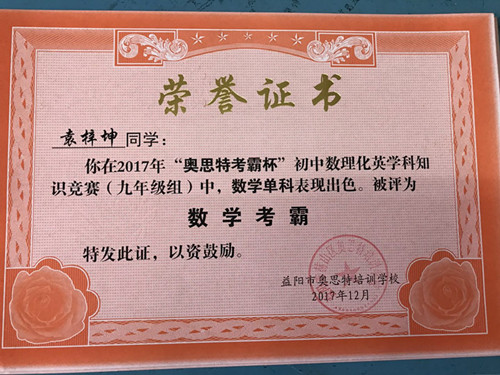 荣誉证书
袁梓坤同学：
你在2017年“奥思特考霸杯”初中数理化英学科知
识竞赛（九年级组）中，数学单科表现出色。被评为
数学考霸
特发此证，以资鼓励。
益阳市奥思特培训学校
2017年12月